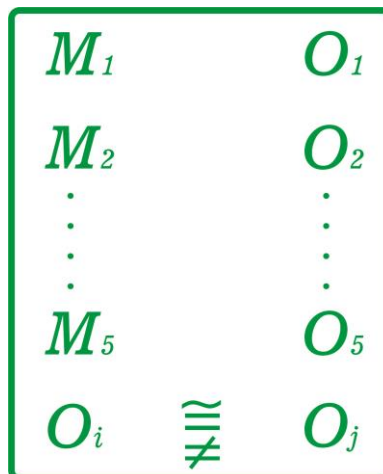 M₁ O₁
M₂ O₂
. .
. .
. .
. .
M₅ O₅
Oᵢ ≅≠ Oⱼ